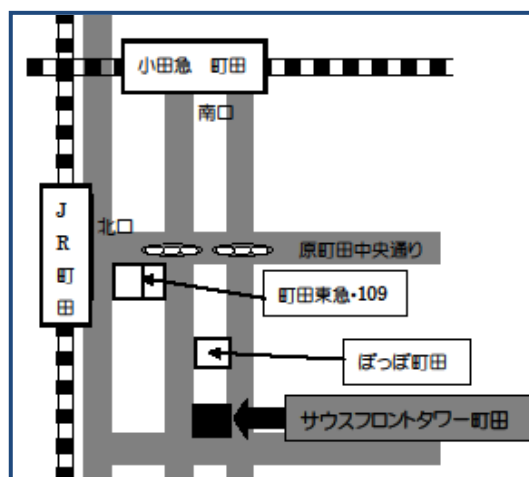 小田急 町田
南口
JR町田
北口
原町田中央通り
町田東急・109
ぽっぽ町田
サウスフロントタワー町田